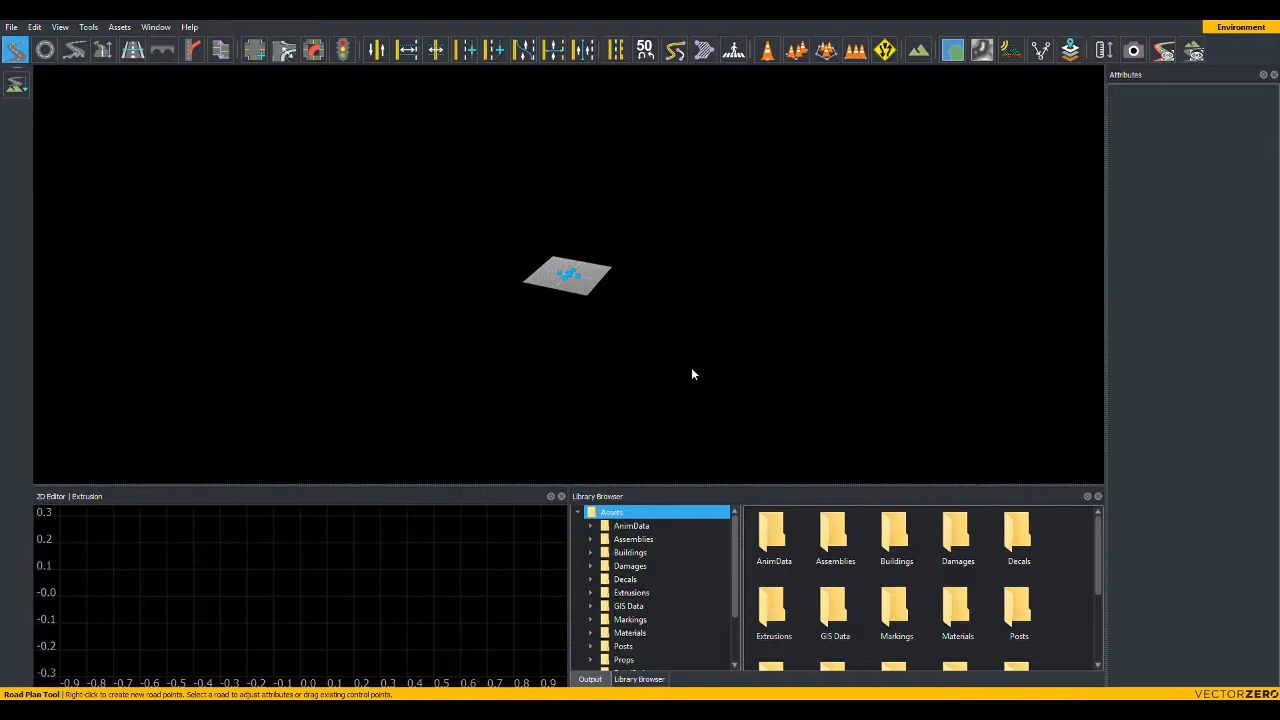 File Edit View Tools Assets Window Help
Environment
50
Attributes
2D Editor | Extrusion
Library Browser
0.3
0.2
0.1
-0.0
-0.1
-0.2
-0.3
-0.9 -0.8 -0.7 -0.6 -0.5 -0.4 -0.3 -0.2 -0.1 0.0 0.1 0.2 0.3 0.4 0.5 0.6 0.7 0.8 0.9
Assets
AnimData
Assemblies
Buildings
Damages
Decals
Extrusions
GIS Data
Markings
Materials
Posts
Props
AnimData Assemblies Buildings Damages Decals
Extrusions GIS Data Markings Materials Posts
Output Library Browser
Road Plan Tool | Right-click to create new road points. Select a road to adjust attributes or drag existing control points.
VECTORZERO